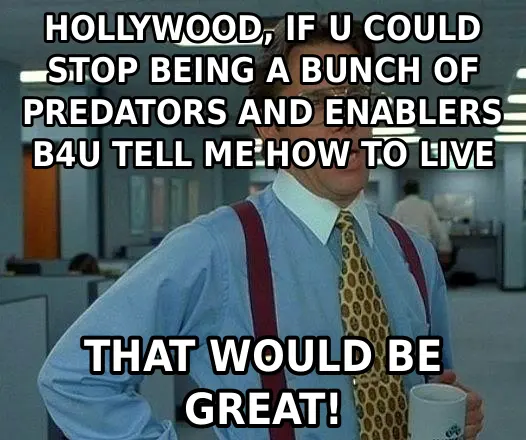 HOLLYWOOD, IF U COULD
STOP BEING A BUNCH OF
PREDATORS AND ENABLERS
B4U TELL ME HOW TO LIVE
THAT WOULD BE
GREAT!